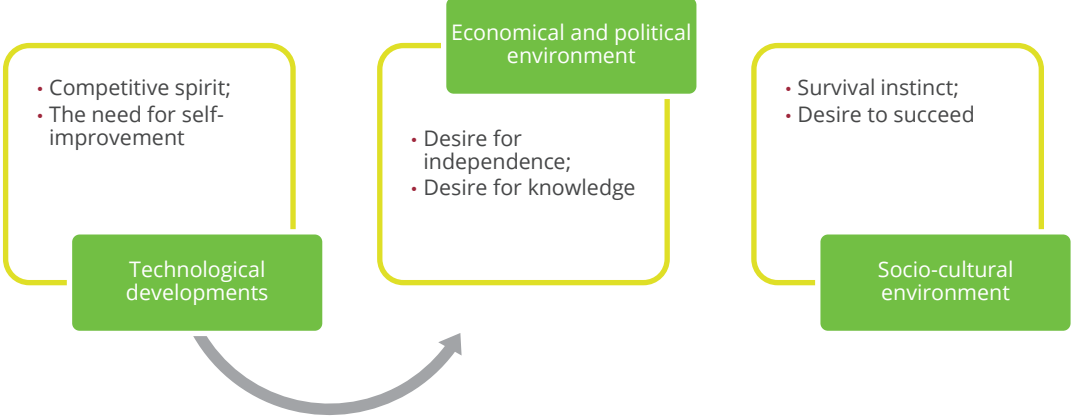 • Competitive spirit;
• The need for self-
improvement
Technological
developments
Economical and political
environment
• Desire for
independence;
• Desire for knowledge
• Survival instinct;
• Desire to succeed
Socio-cultural
environment